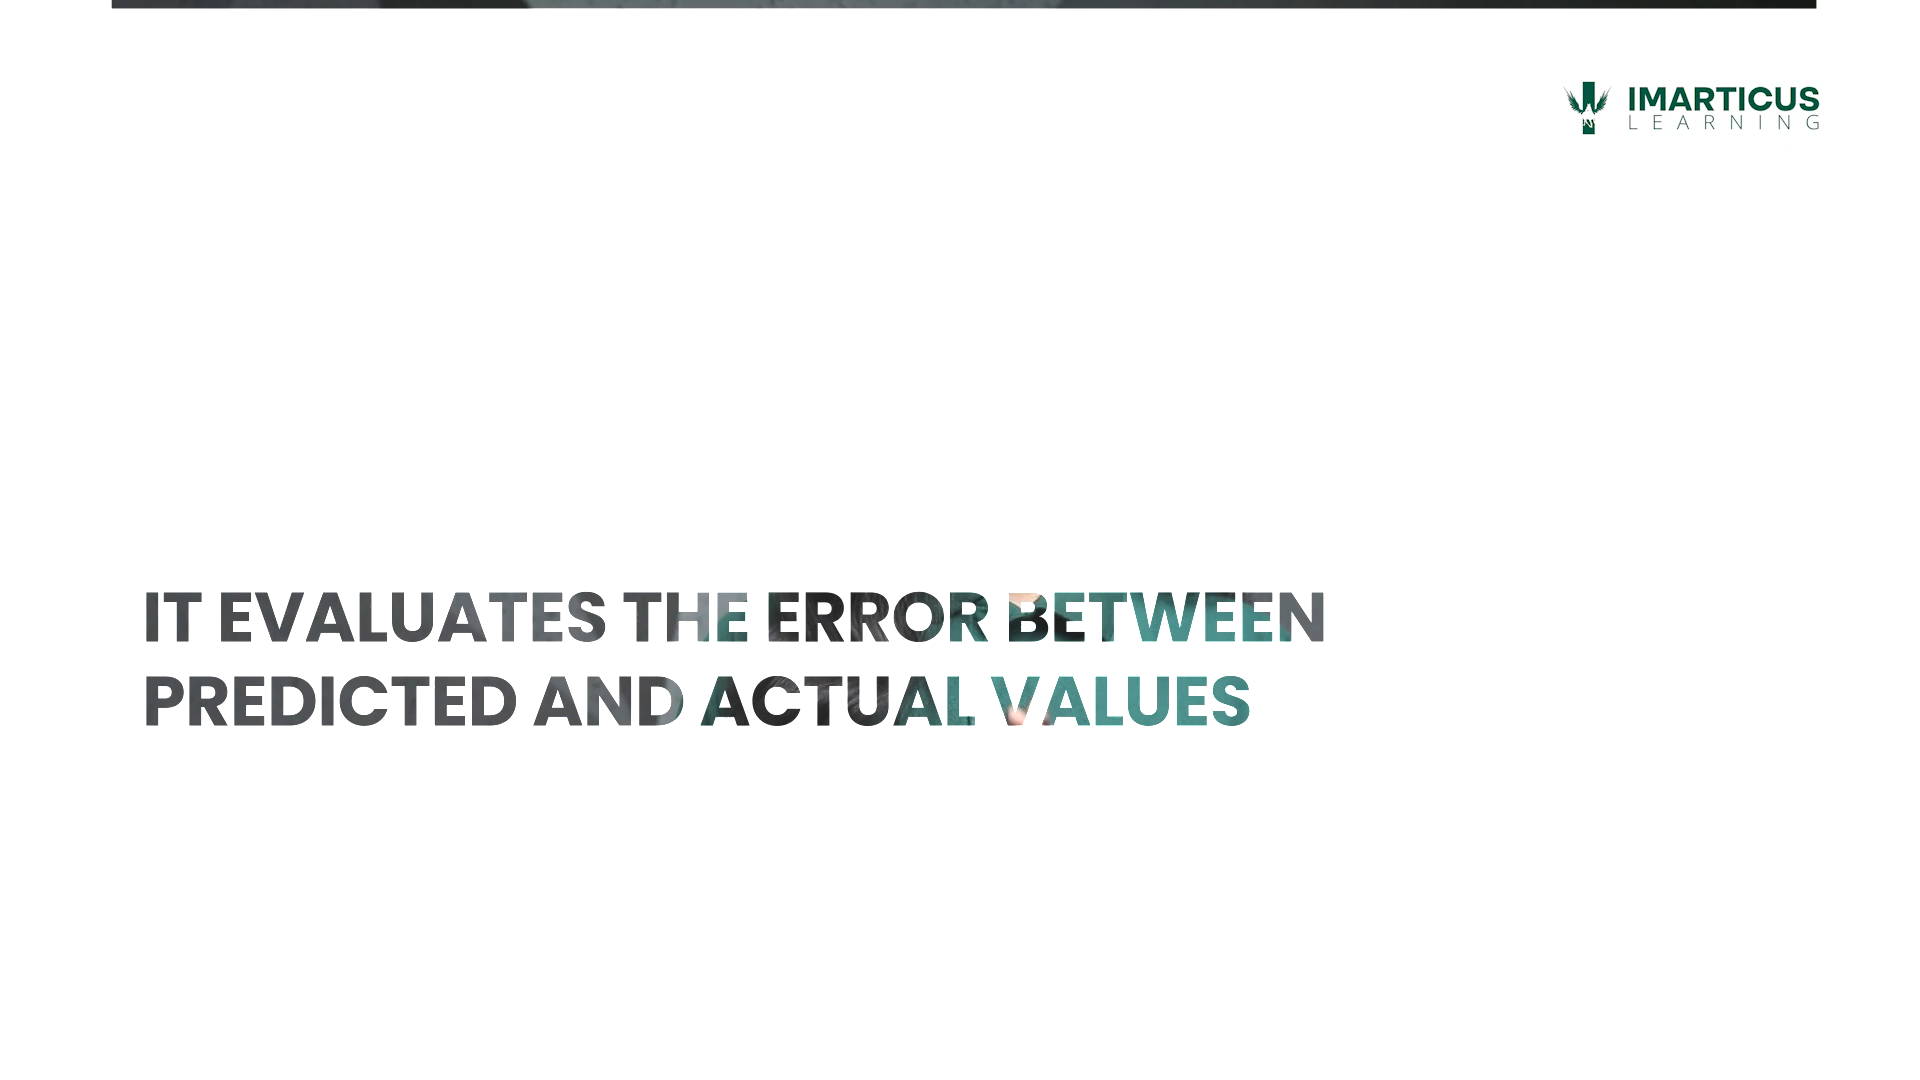 IMARTICUS
LEARNING
IT EVALUATES THE ERROR BETWEEN
PREDICTED AND ACTUAL VALUES